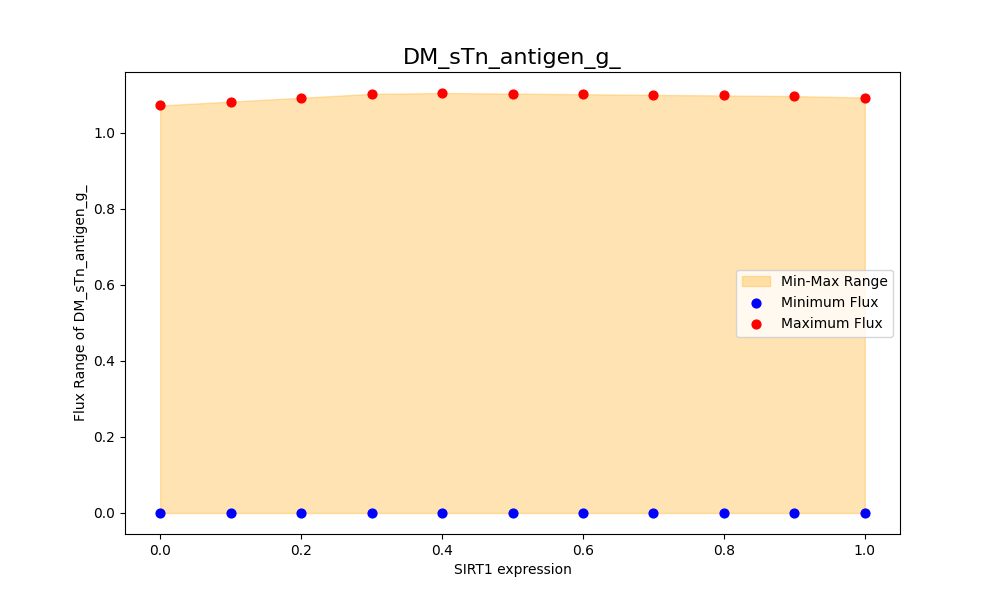 DM_sTn_antigen_g_
Flux Range of DM_sTn_antigen_g_
1.0
0.8
0.6
0.4
0.2
0.0
Min-Max Range
Minimum Flux
Maximum Flux
0.0 0.2 0.4 0.6 0.8 1.0
SIRT1 expression